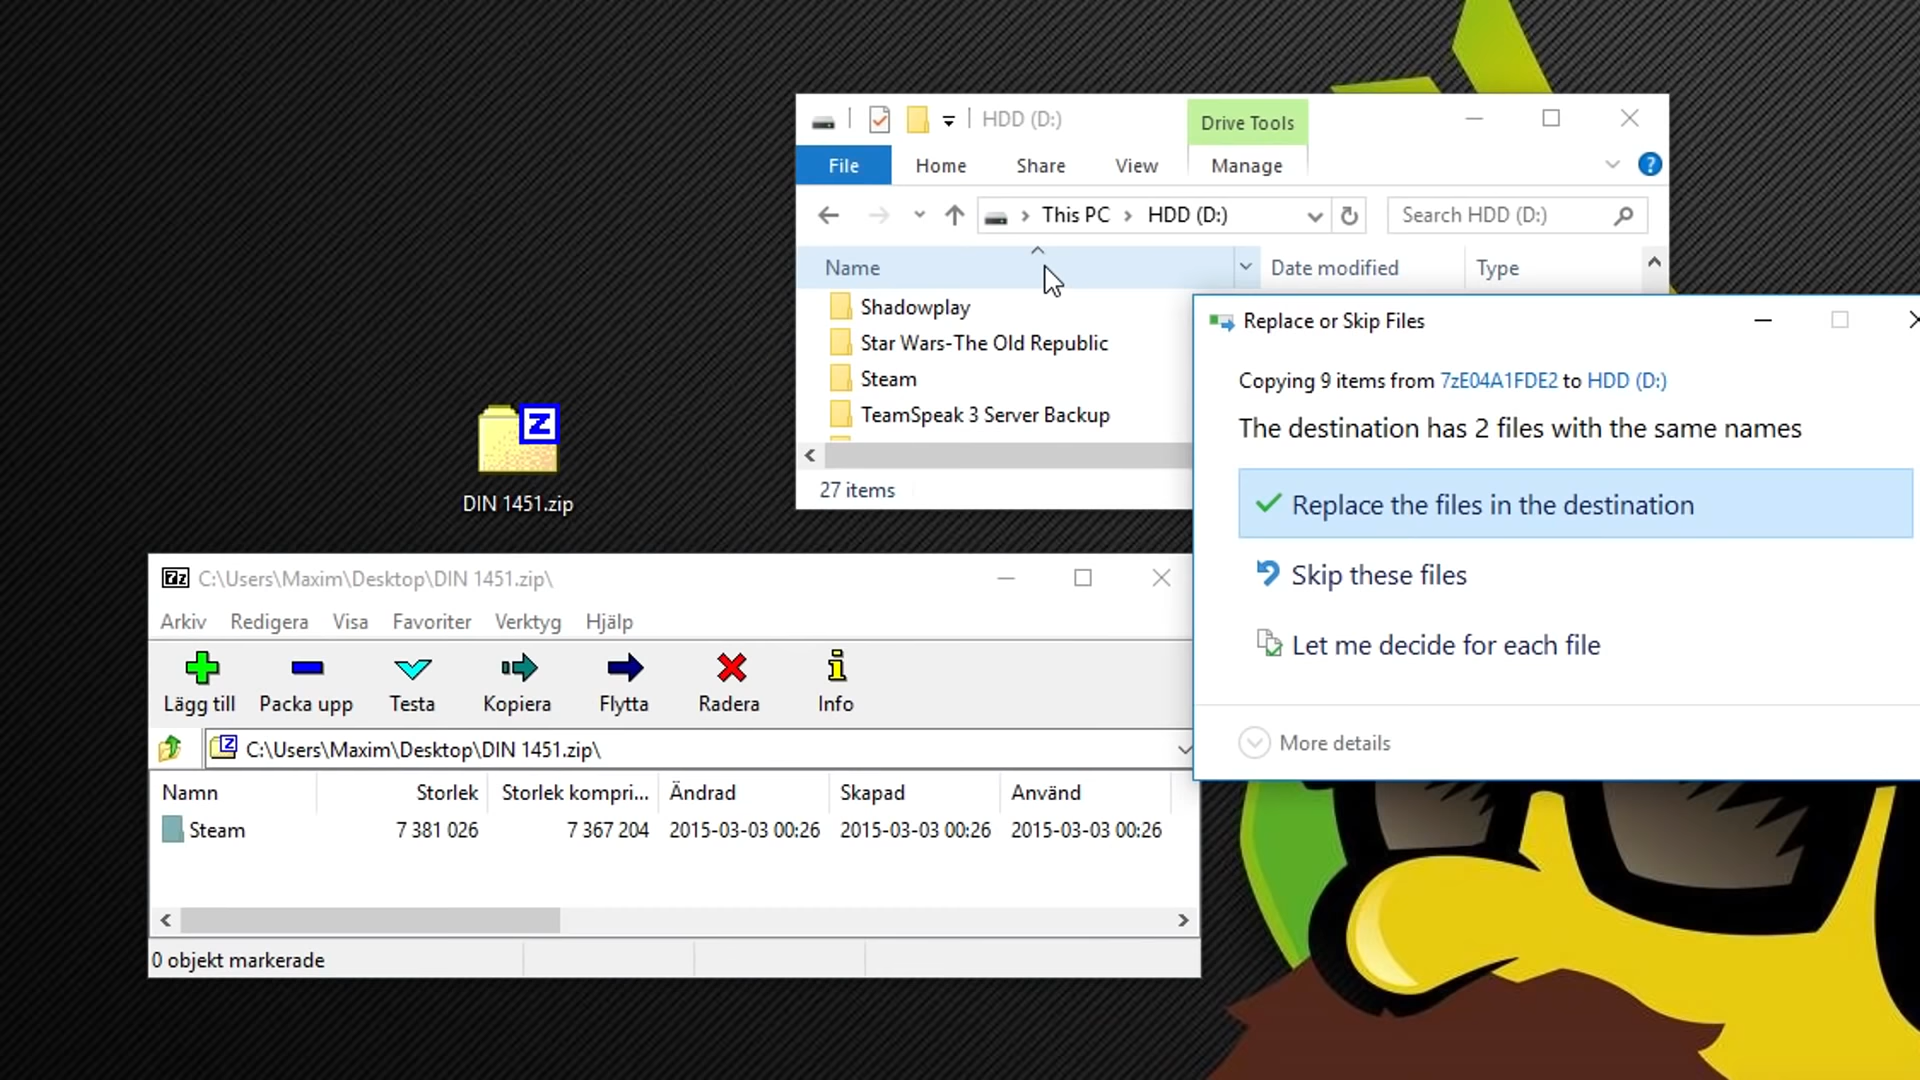 HDD (D:)
Drive Tools
File
Home
Share
View
Manage
?
This PC
HDD (D:)
Search HDD (D:)
Name
Date modified
Type
Shadowplay
Star Wars-The Old Republic
Steam
TeamSpeak 3 Server Backup
27 items
Replace or Skip Files
Copying 9 items from 7zE04A1FDE2 to HDD (D:)
The destination has 2 files with the same names
Replace the files in the destination
Skip these files
Let me decide for each file
More details
Z
DIN 1451.zip
7z C:\Users\Maxim\Desktop\DIN 1451.zip\
Arkiv Redigera Visa Favoriter Verktyg Hjälp
Lägg till Packa upp Testa Kopiera Flytta Radera Info
Z C:\Users\Maxim\Desktop\DIN 1451.zip\
Namn Storlek Storlek kompri... Ändrad Skapad Använd
Steam 7 381 026 7 367 204 2015-03-03 00:26 2015-03-03 00:26 2015-03-03 00:26
0 objekt markerade